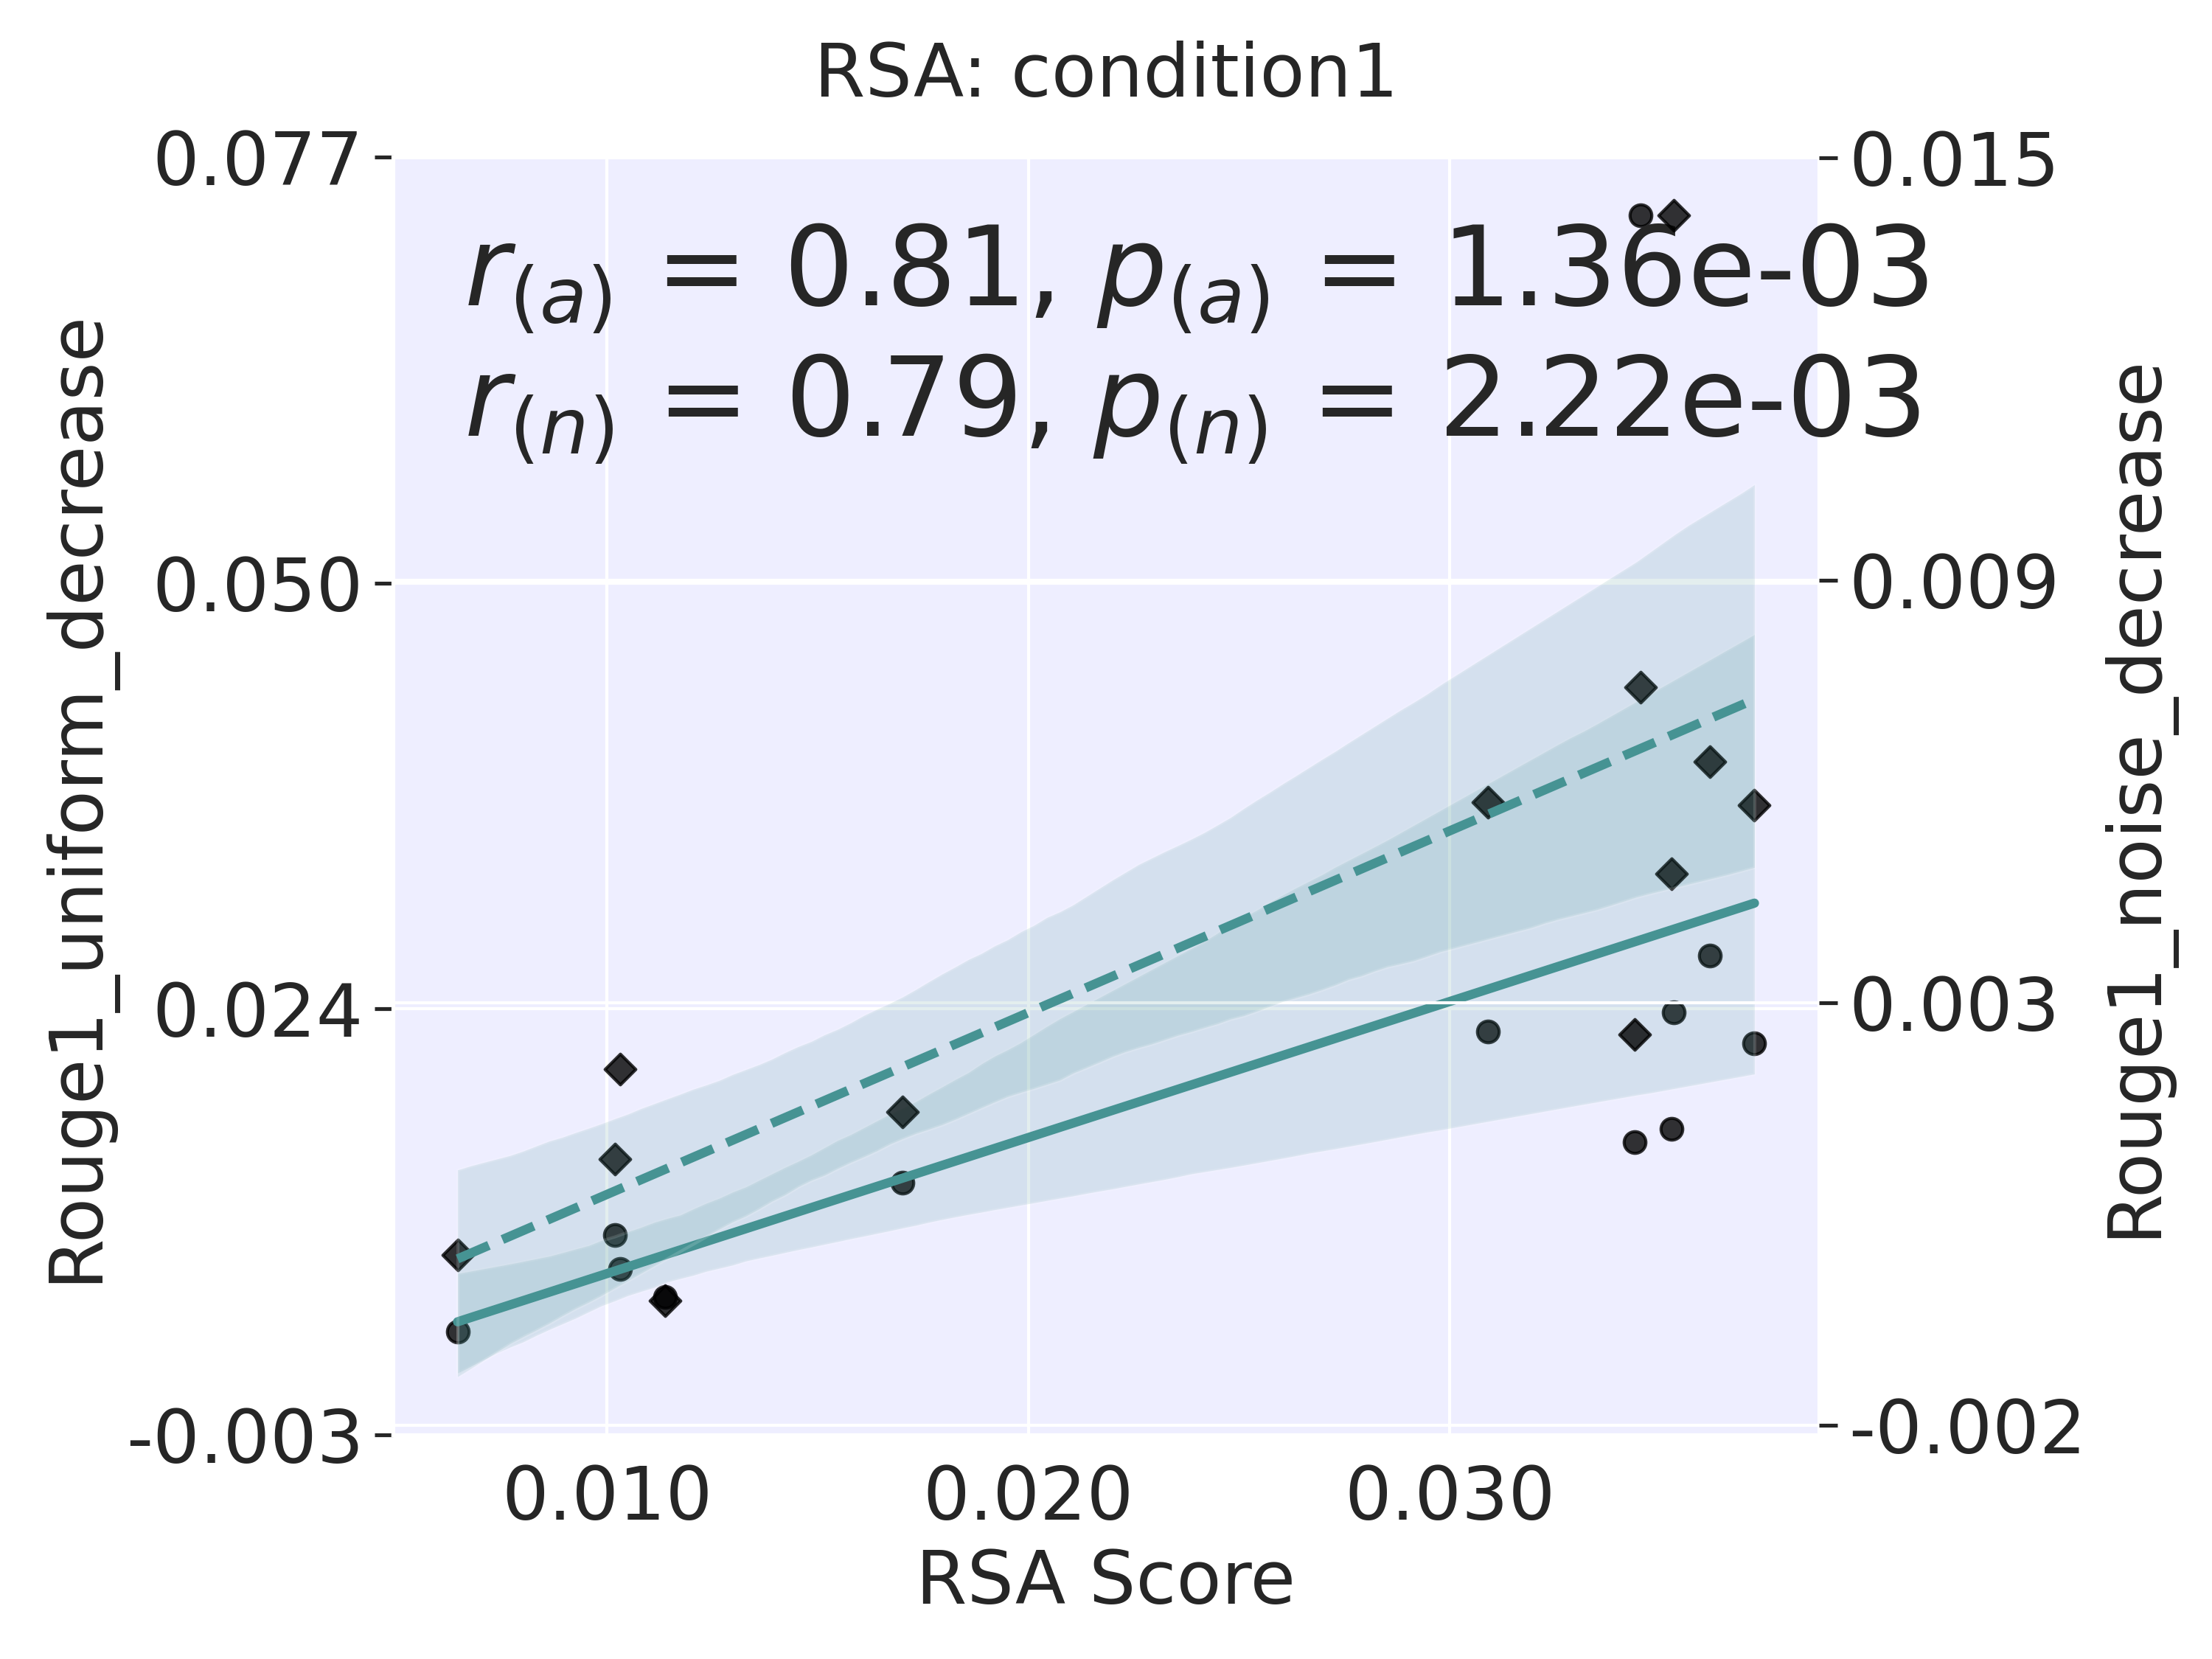 RSA: condition1
0.077
0.050
0.024
-0.003
Rouge1_uniform_decrease
r(a) = 0.81, p(a) = 1.36e-03
r(n) = 0.79, p(n) = 2.22e-03
0.015
0.009
0.003
-0.002
Rouge1_noise_decrease
0.010 0.020 0.030
RSA Score